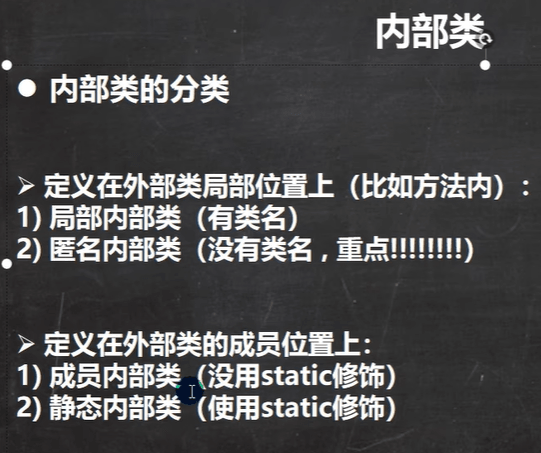 内部类
● 内部类的分类
➢ 定义在外部类局部位置上（比如方法内）：
1) 局部内部类（有类名）
2) 匿名内部类（没有类名，重点!!!!!!!!）
➢ 定义在外部类的成员位置上：
1) 成员内部类（没用static修饰）
2) 静态内部类（使用static修饰）